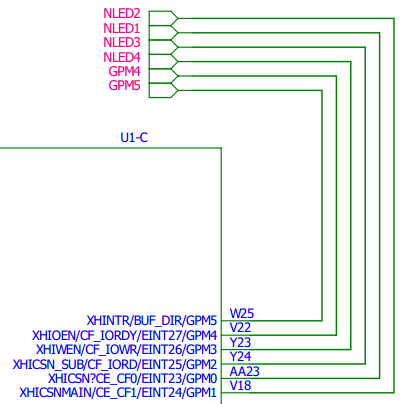 NLED2
NLED1
NLED3
NLED4
GPM4
GPM5
U1-C
XHINTR/BUF_DIR/GPM5 W25
XHIOEN/CF_IORDY/EINT27/GPM4 V22
XHIWEN/CF_IOWR/EINT26/GPM3 Y23
XHICSN_SUB/CF_IORD/EINT25/GPM2 Y24
XHICSN?CE_CF0/EINT23/GPM0 AA23
XHICSNMAIN/CE_CF1/EINT24/GPM1 V18